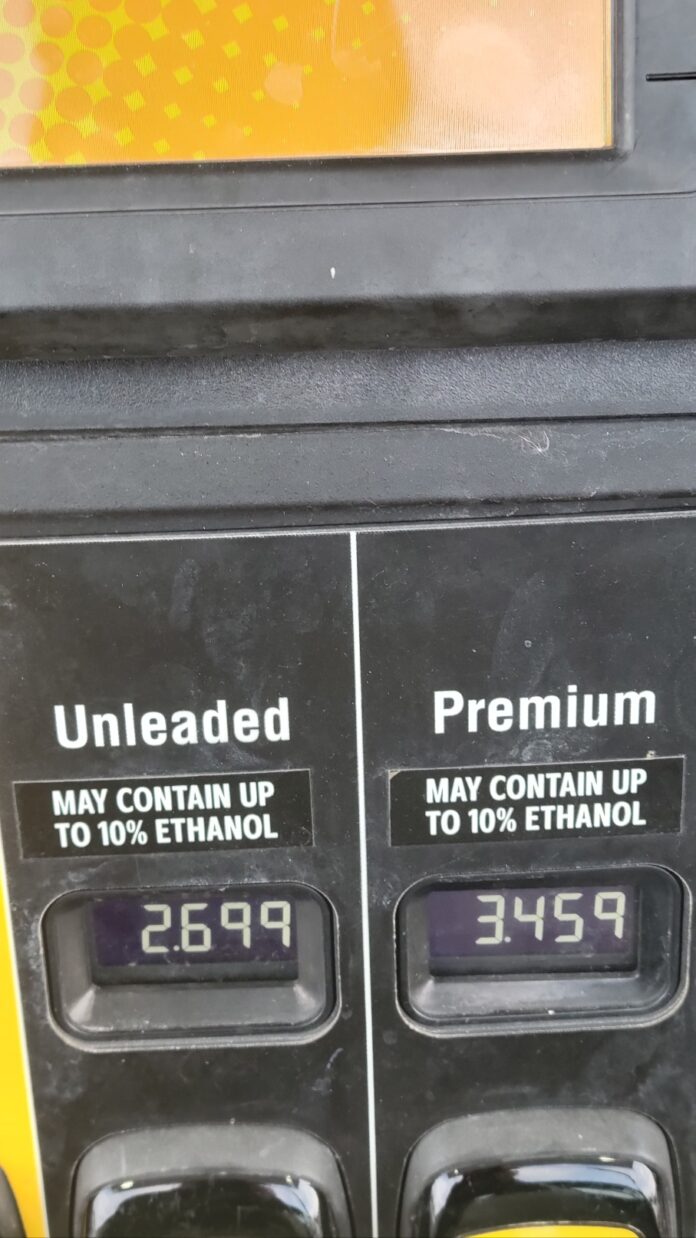 Unleaded
MAY CONTAIN UP
TO 10% ETHANOL
2.699
Premium
MAY CONTAIN UP
TO 10% ETHANOL
3.459